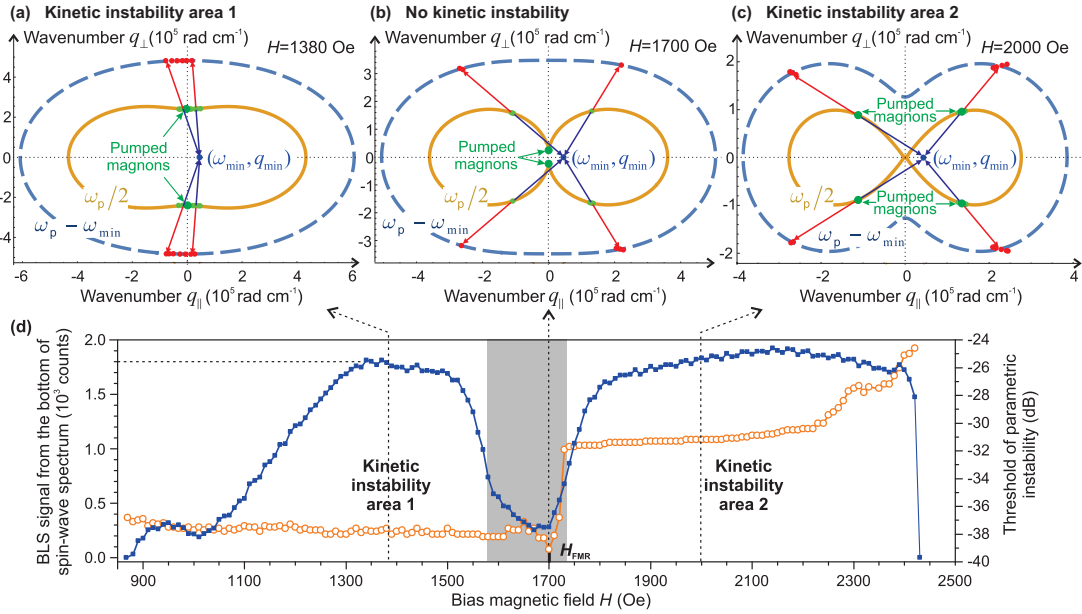 (a) Kinetic instability area 1
Wavenumber q⊥(10⁵ rad cm⁻¹)
H=1380 Oe
4
2
0
-2
-4
Pumped
magnons
(ωmin, qmin)
ωp/2
ωp − ωmin
-6 -4 -2 0 2 4 6
Wavenumber q∥(10⁵ rad cm⁻¹)
(b) No kinetic instability
Wavenumber q⊥(10⁵ rad cm⁻¹)
H=1700 Oe
3
2
1
0
-1
-2
-3
Pumped
magnons
(ωmin, qmin)
ωp/2
ωp − ωmin
-4 -2 0 2 4
Wavenumber q∥(10⁵ rad cm⁻¹)
(c) Kinetic instability area 2
Wavenumber q⊥(10⁵ rad cm⁻¹)
H=2000 Oe
2
1
0
-1
-2
Pumped
magnons
(ωmin, qmin)
Pumped
magnons
ωp/2
ωp − ωmin
-4 -2 0 2 4
Wavenumber q∥(10⁵ rad cm⁻¹)
(d)
BLS signal from the bottom of
spin-wave spectrum (10³ counts)
2.0
1.5
1.0
0.5
0.0
Kinetic
instability
area 1
Kinetic
instability
area 2
HFMR
-24
-26
-28
-30
-32
-34
-36
-38
-40
Threshold of parametric
instability (dB)
900 1100 1300 1500 1700 1900 2100 2300 2500
Bias magnetic field H (Oe)